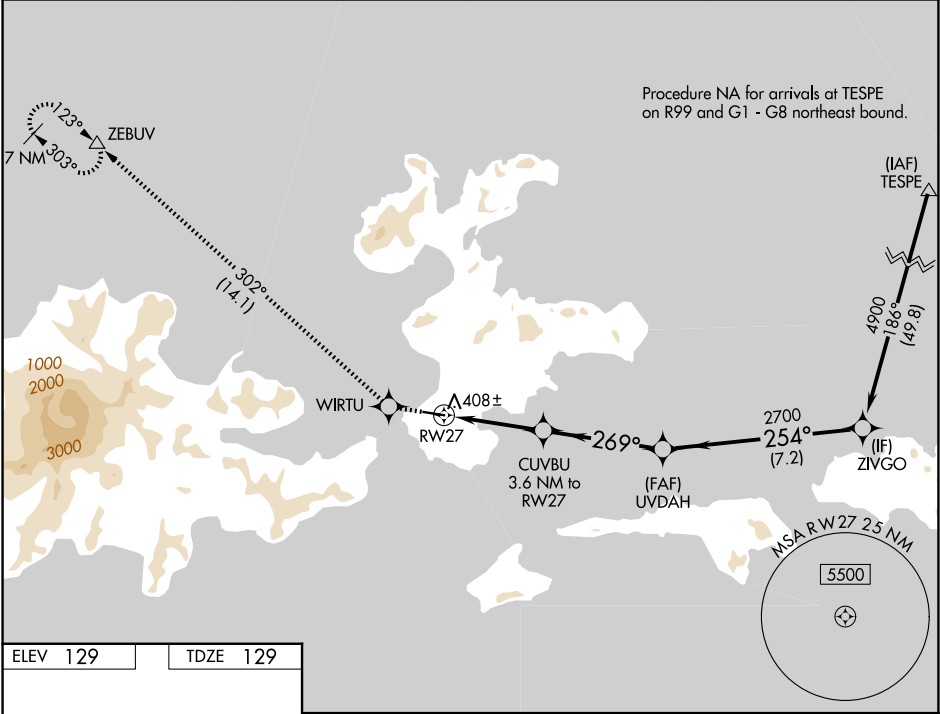 Procedure NA for arrivals at TESPE
on R99 and G1 - G8 northeast bound.
123°
ZEBUV
7 NM
303°
(IAF)
TESPE
302°
(14.1)
4900
186°
(49.8)
1000
2000
3000
WIRTU
408±
RW27
CUVBU
3.6 NM to
RW27
269°
(FAF)
UVDAH
2700
254°
(7.2)
(IF)
ZIVGO
MSA RW27 25 NM
5500
ELEV 129
TDZE 129